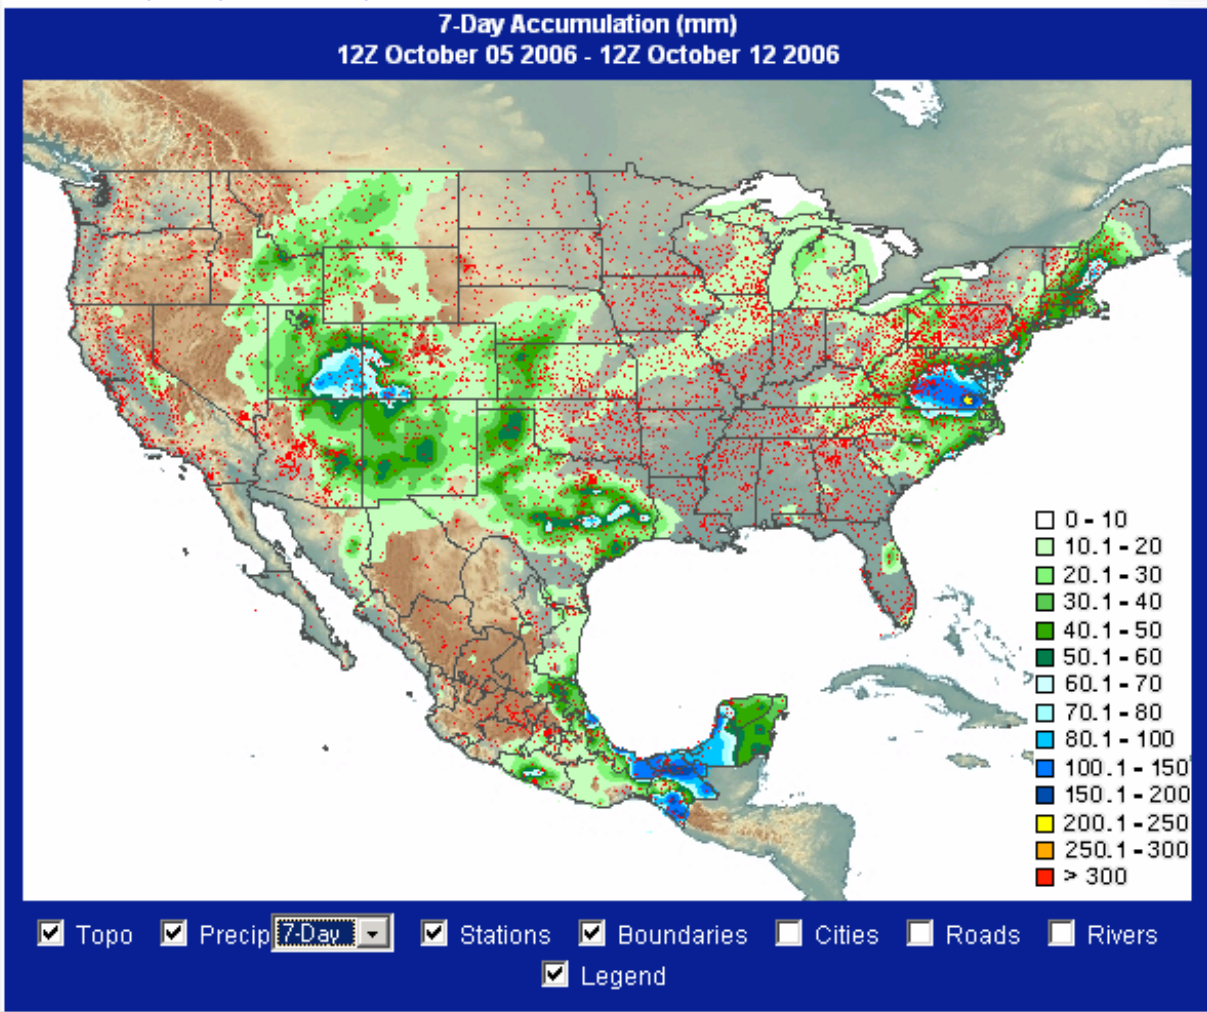 7-Day Accumulation (mm)
12Z October 05 2006 - 12Z October 12 2006
0 - 10
10.1 - 20
20.1 - 30
30.1 - 40
40.1 - 50
50.1 - 60
60.1 - 70
70.1 - 80
80.1 - 100
100.1 - 150
150.1 - 200
200.1 - 250
250.1 - 300
> 300
Topo Precip 7-Day Stations Boundaries Cities Roads Rivers
Legend